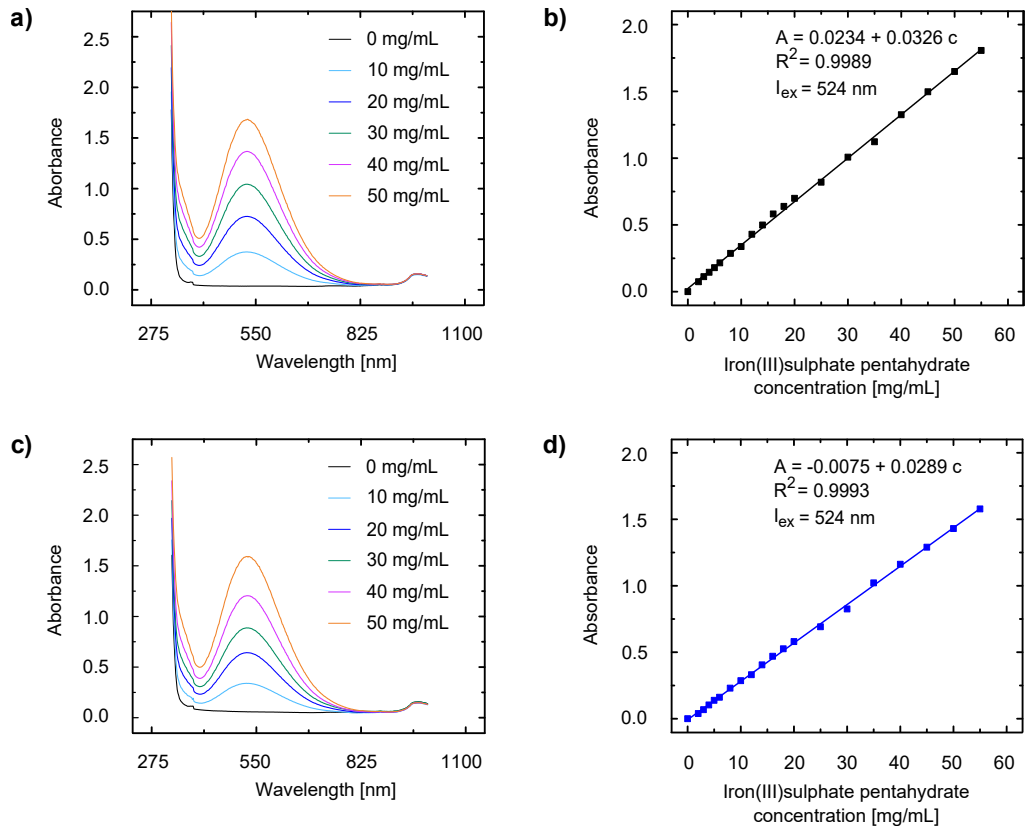 a)
Aborbance
2.5
2.0
1.5
1.0
0.5
0.0
0 mg/mL
10 mg/mL
20 mg/mL
30 mg/mL
40 mg/mL
50 mg/mL
275 550 825 1100
Wavelength [nm]
b)
Absorbance
2.0
1.5
1.0
0.5
0.0
A = 0.0234 + 0.0326 c
R² = 0.9989
I_ex = 524 nm
0 10 20 30 40 50 60
Iron(III)sulphate pentahydrate
concentration [mg/mL]
c)
Aborbance
2.5
2.0
1.5
1.0
0.5
0.0
0 mg/mL
10 mg/mL
20 mg/mL
30 mg/mL
40 mg/mL
50 mg/mL
275 550 825 1100
Wavelength [nm]
d)
Absorbance
2.0
1.5
1.0
0.5
0.0
A = -0.0075 + 0.0289 c
R² = 0.9993
I_ex = 524 nm
0 10 20 30 40 50 60
Iron(III)sulphate pentahydrate
concentration [mg/mL]